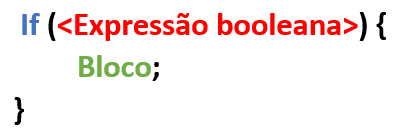 If (<Expressão booleana>) {
Bloco;
}